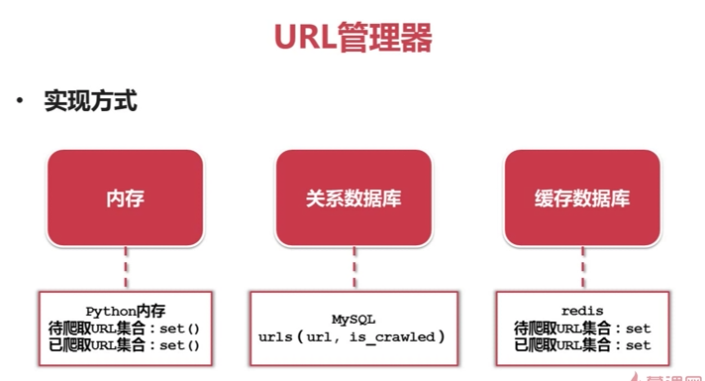 URL管理器
• 实现方式
内存
关系数据库
缓存数据库
Python内存
待爬取URL集合：set()
已爬取URL集合：set()
MySQL
urls(url, is_crawled)
redis
待爬取URL集合：set
已爬取URL集合：set